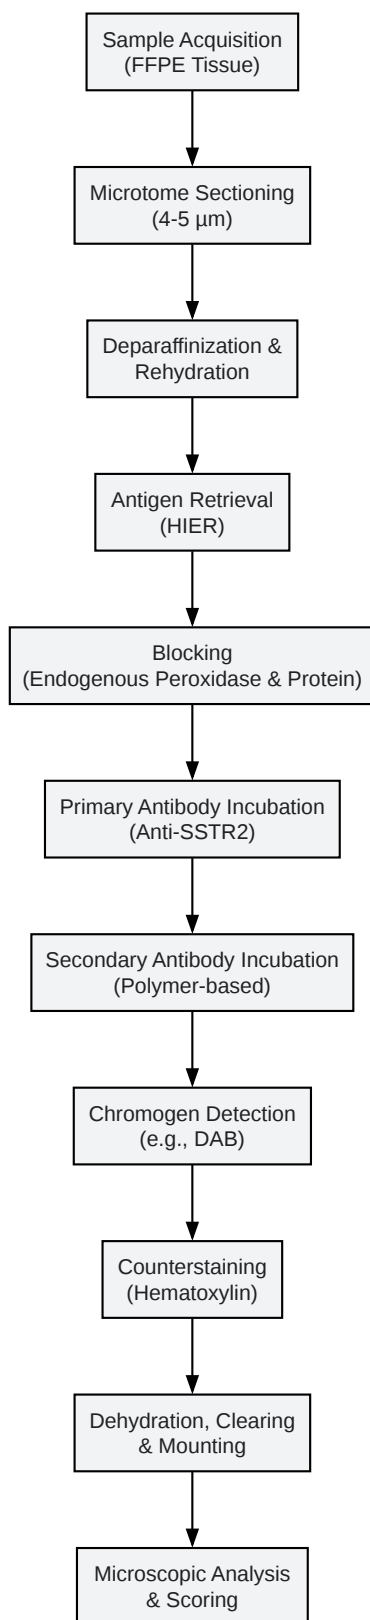 Sample Acquisition
(FFPE Tissue)
Microtome Sectioning
(4-5 µm)
Deparaffinization &
Rehydration
Antigen Retrieval
(HIER)
Blocking
(Endogenous Peroxidase & Protein)
Primary Antibody Incubation
(Anti-SSTR2)
Secondary Antibody Incubation
(Polymer-based)
Chromogen Detection
(e.g., DAB)
Counterstaining
(Hematoxylin)
Dehydration, Clearing
& Mounting
Microscopic Analysis
& Scoring